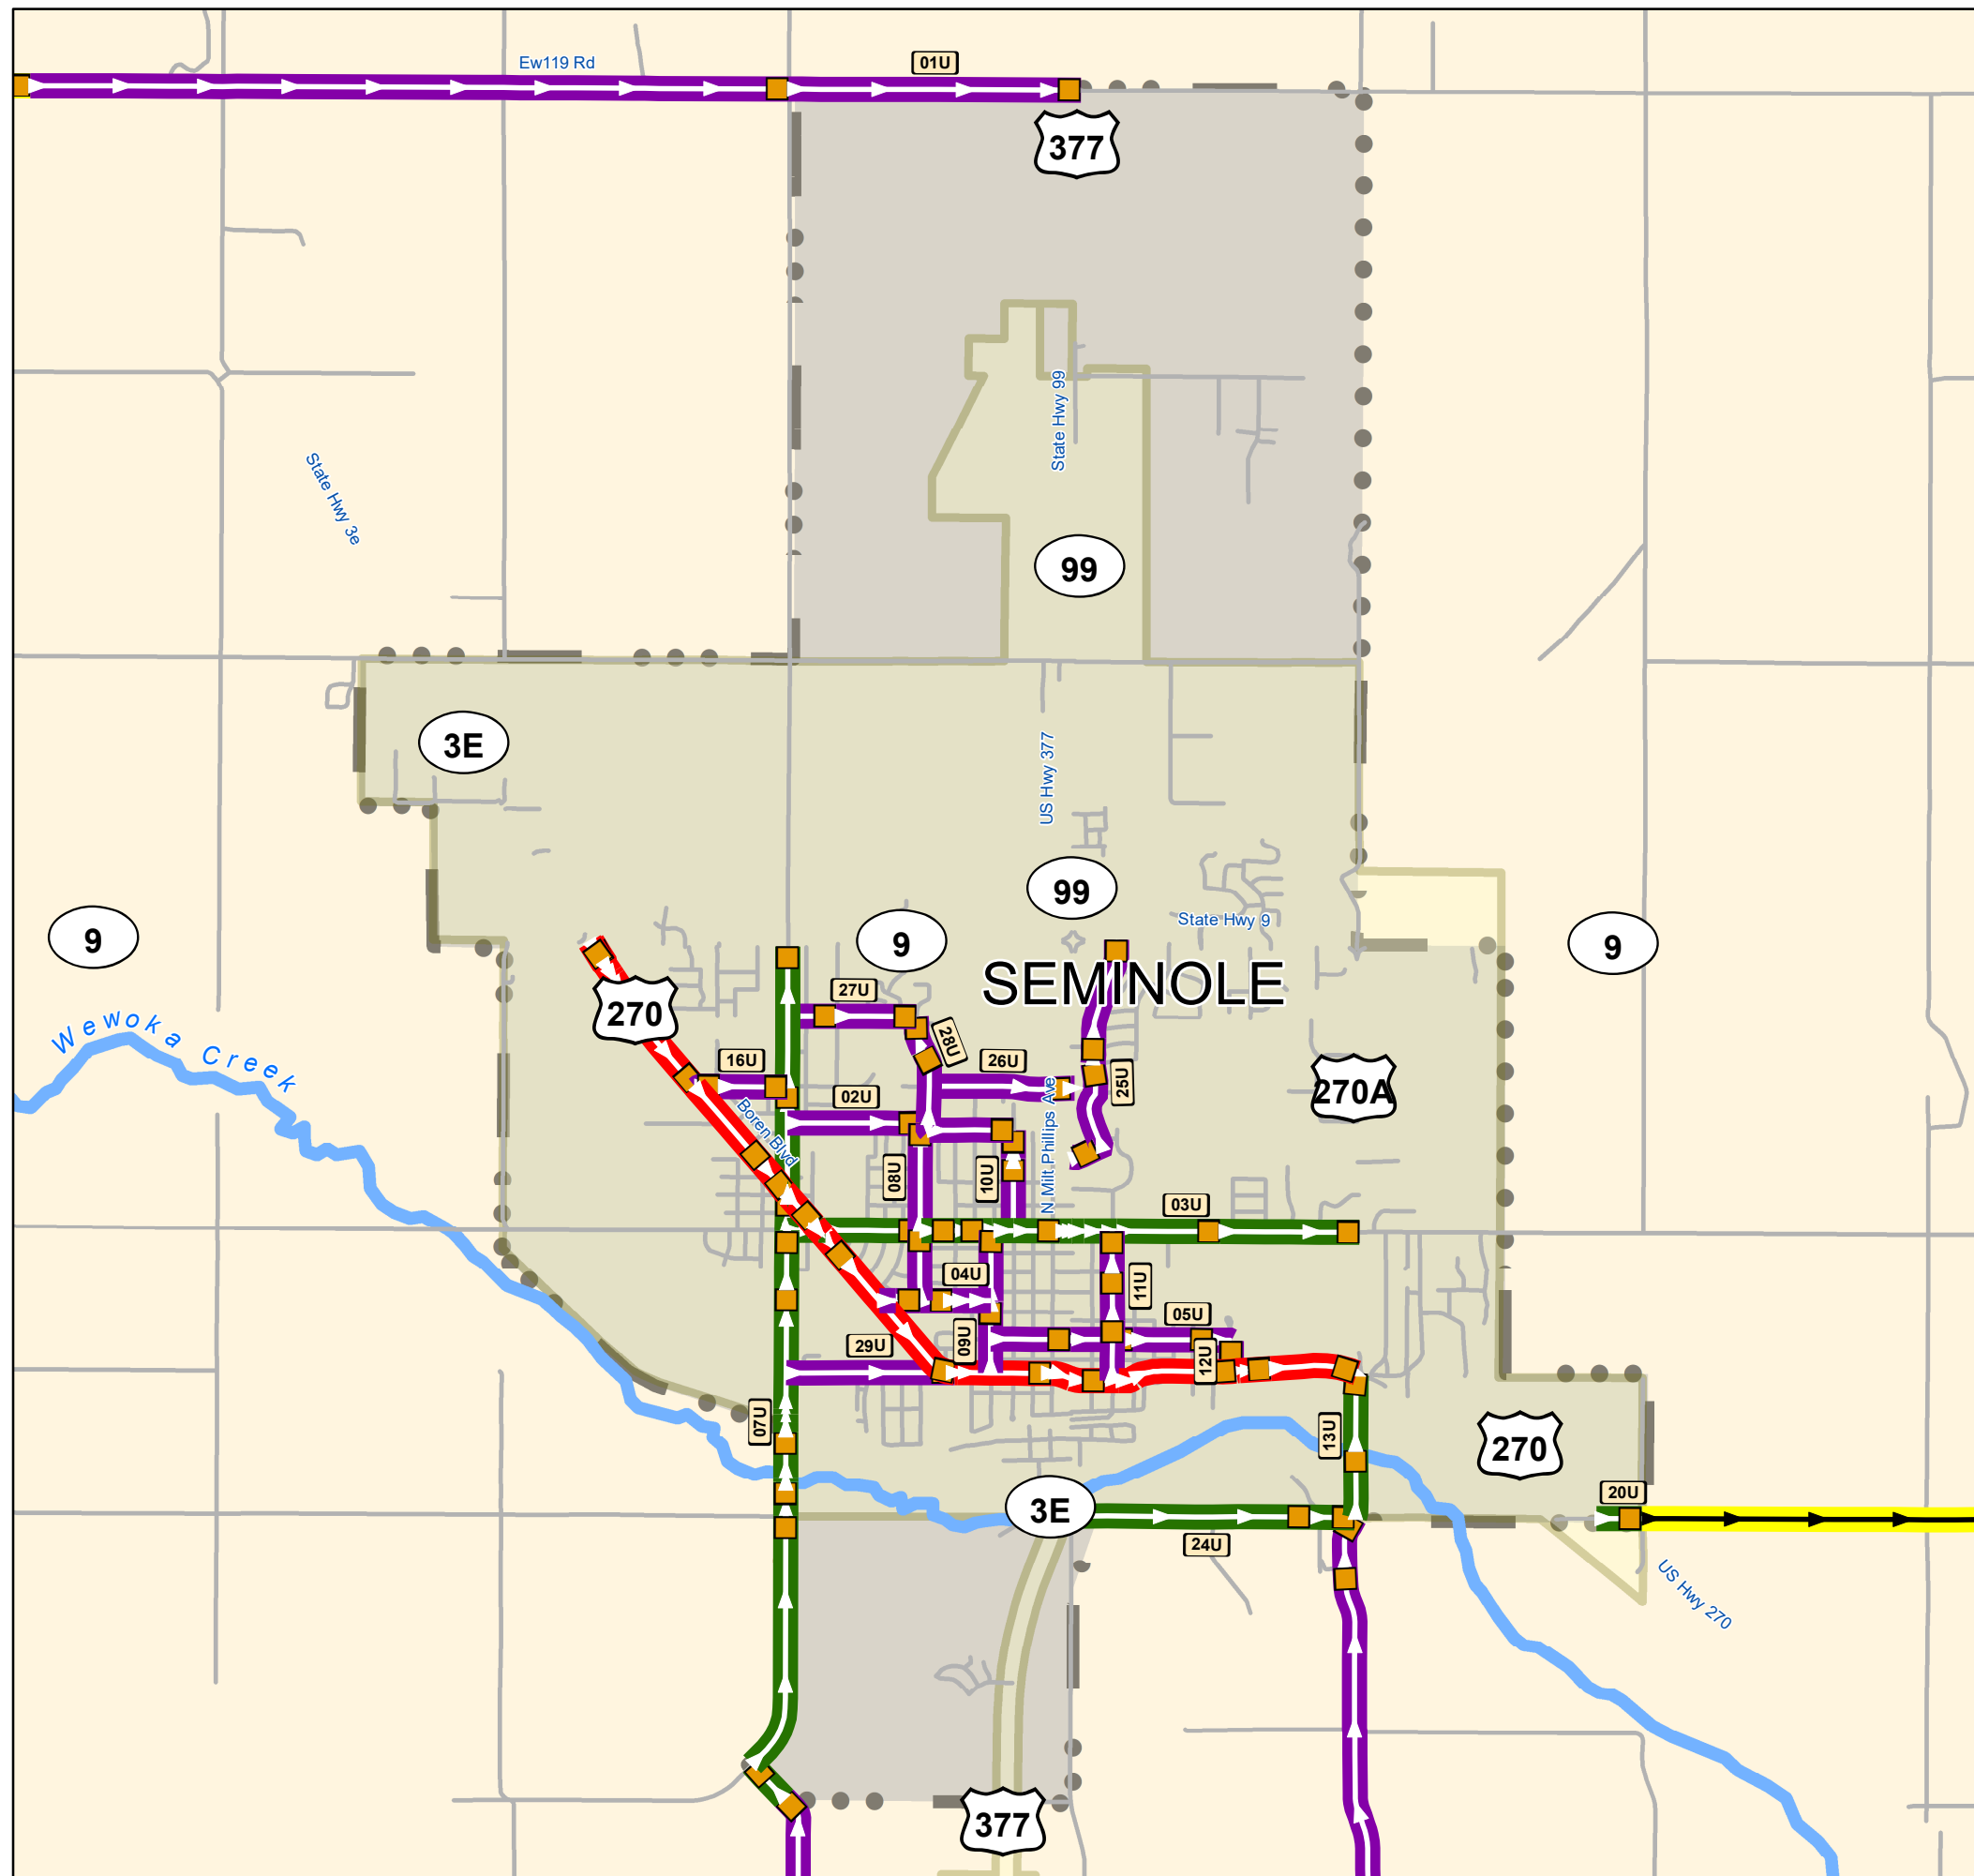 Ew119 Rd
01U
377
State Hwy 99
State Hwy 3e
99
3E
US Hwy 377
99
State Hwy 9
9
9
9
SEMINOLE
270
27U
Wewoka Creek
28U
16U
26U
25U
270A
02U
Boren Blvd
N Milt Phillips Ave
08U
10U
03U
04U
11U
05U
09U
29U
12U
07U
13U
270
20U
3E
24U
US Hwy 270
377